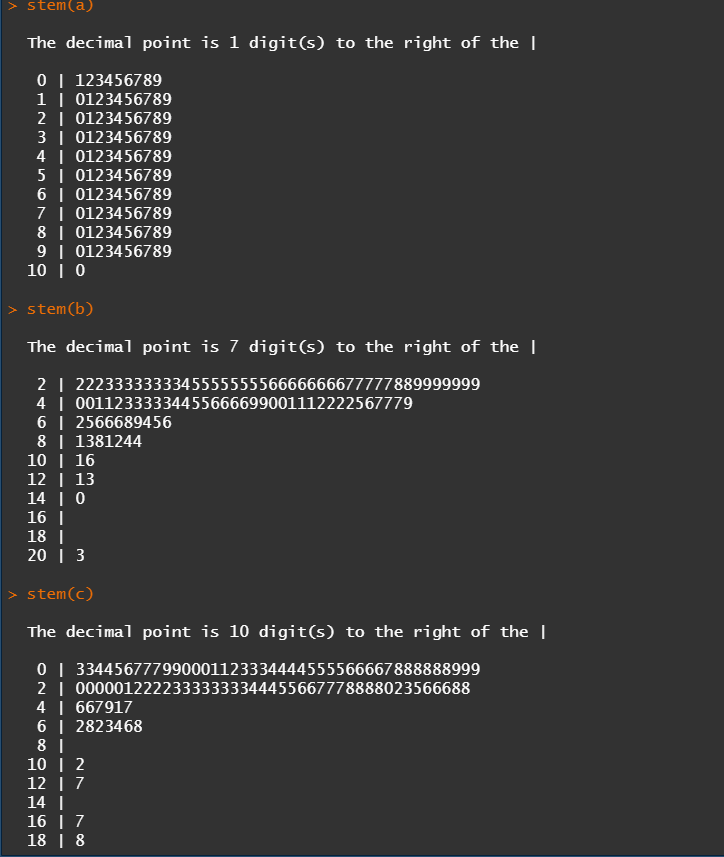 > stem(a)
The decimal point is 1 digit(s) to the right of the |
0 | 123456789
1 | 0123456789
2 | 0123456789
3 | 0123456789
4 | 0123456789
5 | 0123456789
6 | 0123456789
7 | 0123456789
8 | 0123456789
9 | 0123456789
10 | 0
> stem(b)
The decimal point is 7 digit(s) to the right of the |
2 | 222333333334555555556666666677777889999999
4 | 00112333334455666699001112222567779
6 | 2566689456
8 | 1381244
10 | 16
12 | 13
14 | 0
16 |
18 |
20 | 3
> stem(c)
The decimal point is 10 digit(s) to the right of the |
0 | 334456777990001123334444555566667888888999
2 | 00000122223333333344455667778888023566688
4 | 667917
6 | 2823468
8 |
10 | 2
12 | 7
14 |
16 | 7
18 | 8